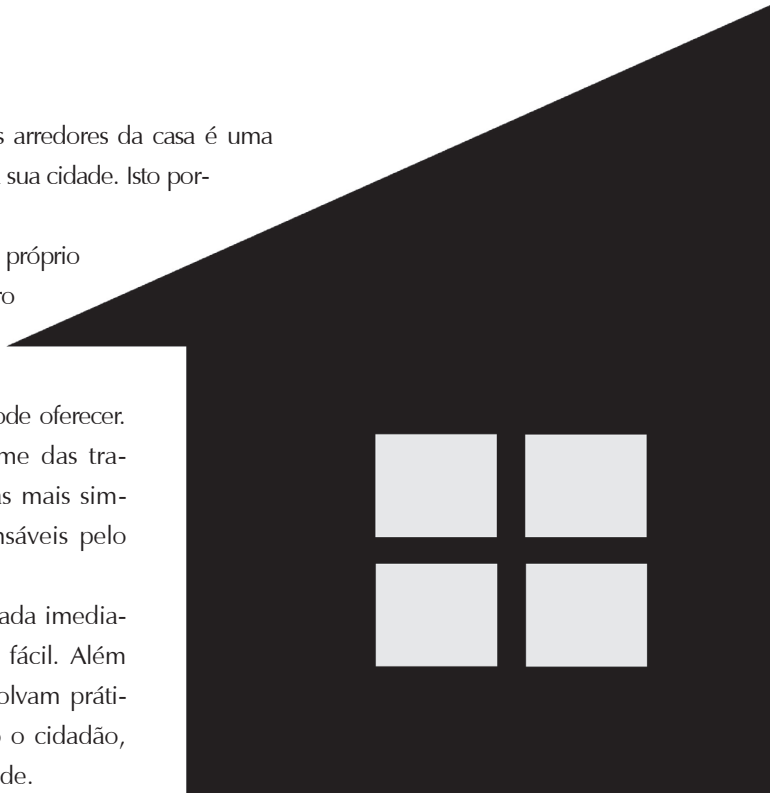 arredores da casa é uma
sua cidade. Isto por-
próprio
ode oferecer.
me das tra-
as mais sim-
nsáveis pelo
ada imedia-
fácil. Além
olvam práti-
o cidadão,
de.